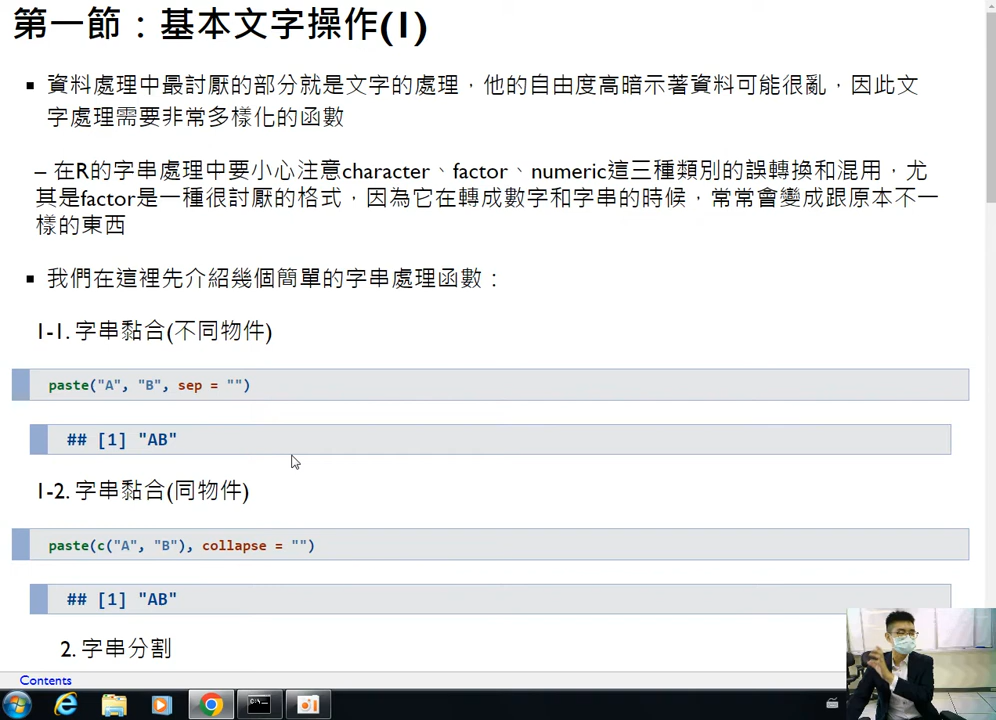 第一節：基本文字操作(1)
▪ 資料處理中最討厭的部分就是文字的處理，他的自由度高暗示著資料可能很亂，因此文
字處理需要非常多樣化的函數
– 在R的字串處理中要小心注意character、factor、numeric這三種類別的誤轉換和混用，尤
其是factor是一種很討厭的格式，因為它在轉成數字和字串的時候，常常會變成跟原本不一
樣的東西
▪ 我們在這裡先介紹幾個簡單的字串處理函數：
1-1. 字串黏合(不同物件)
paste("A", "B", sep = "")
## [1] "AB"
1-2. 字串黏合(同物件)
paste(c("A", "B"), collapse = "")
## [1] "AB"
2. 字串分割
Contents